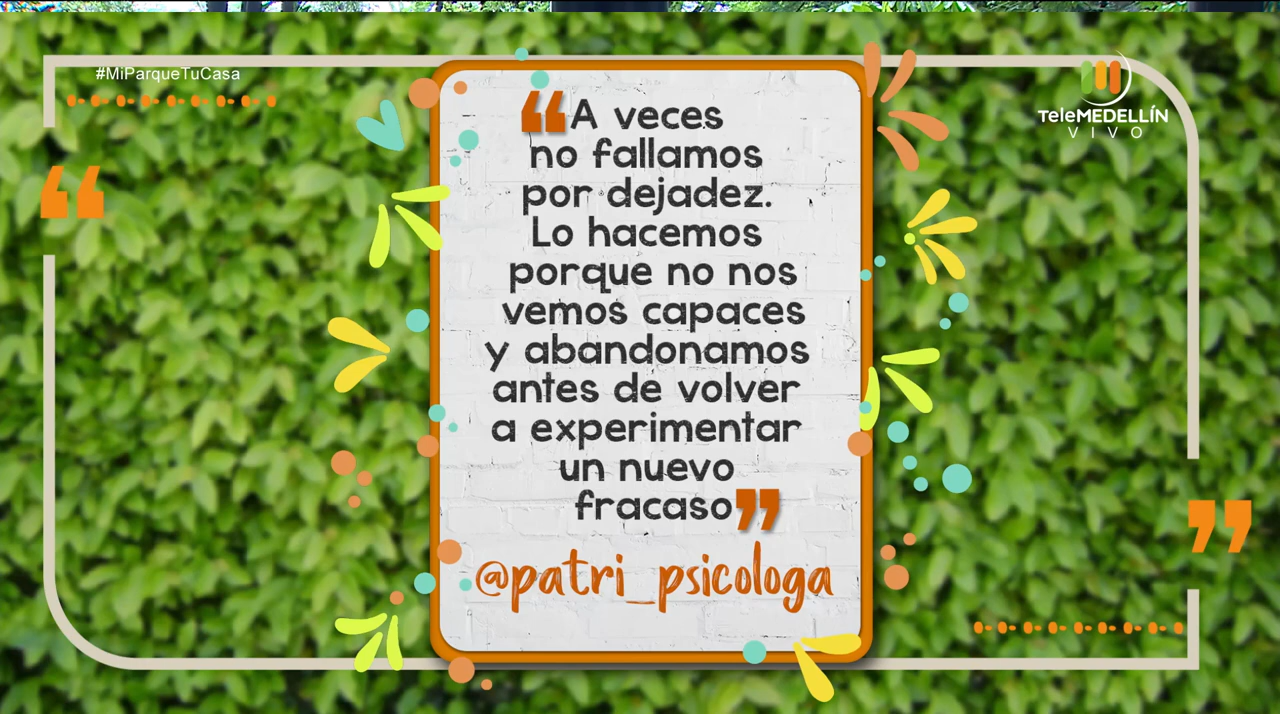 #MiParqueTuCasa
TeleMEDELLÍN
VIVO
“A veces
no fallamos
por dejadez.
Lo hacemos
porque no nos
vemos capaces
y abandonamos
antes de volver
a experimentar
un nuevo
fracaso”
@patri_psicologa